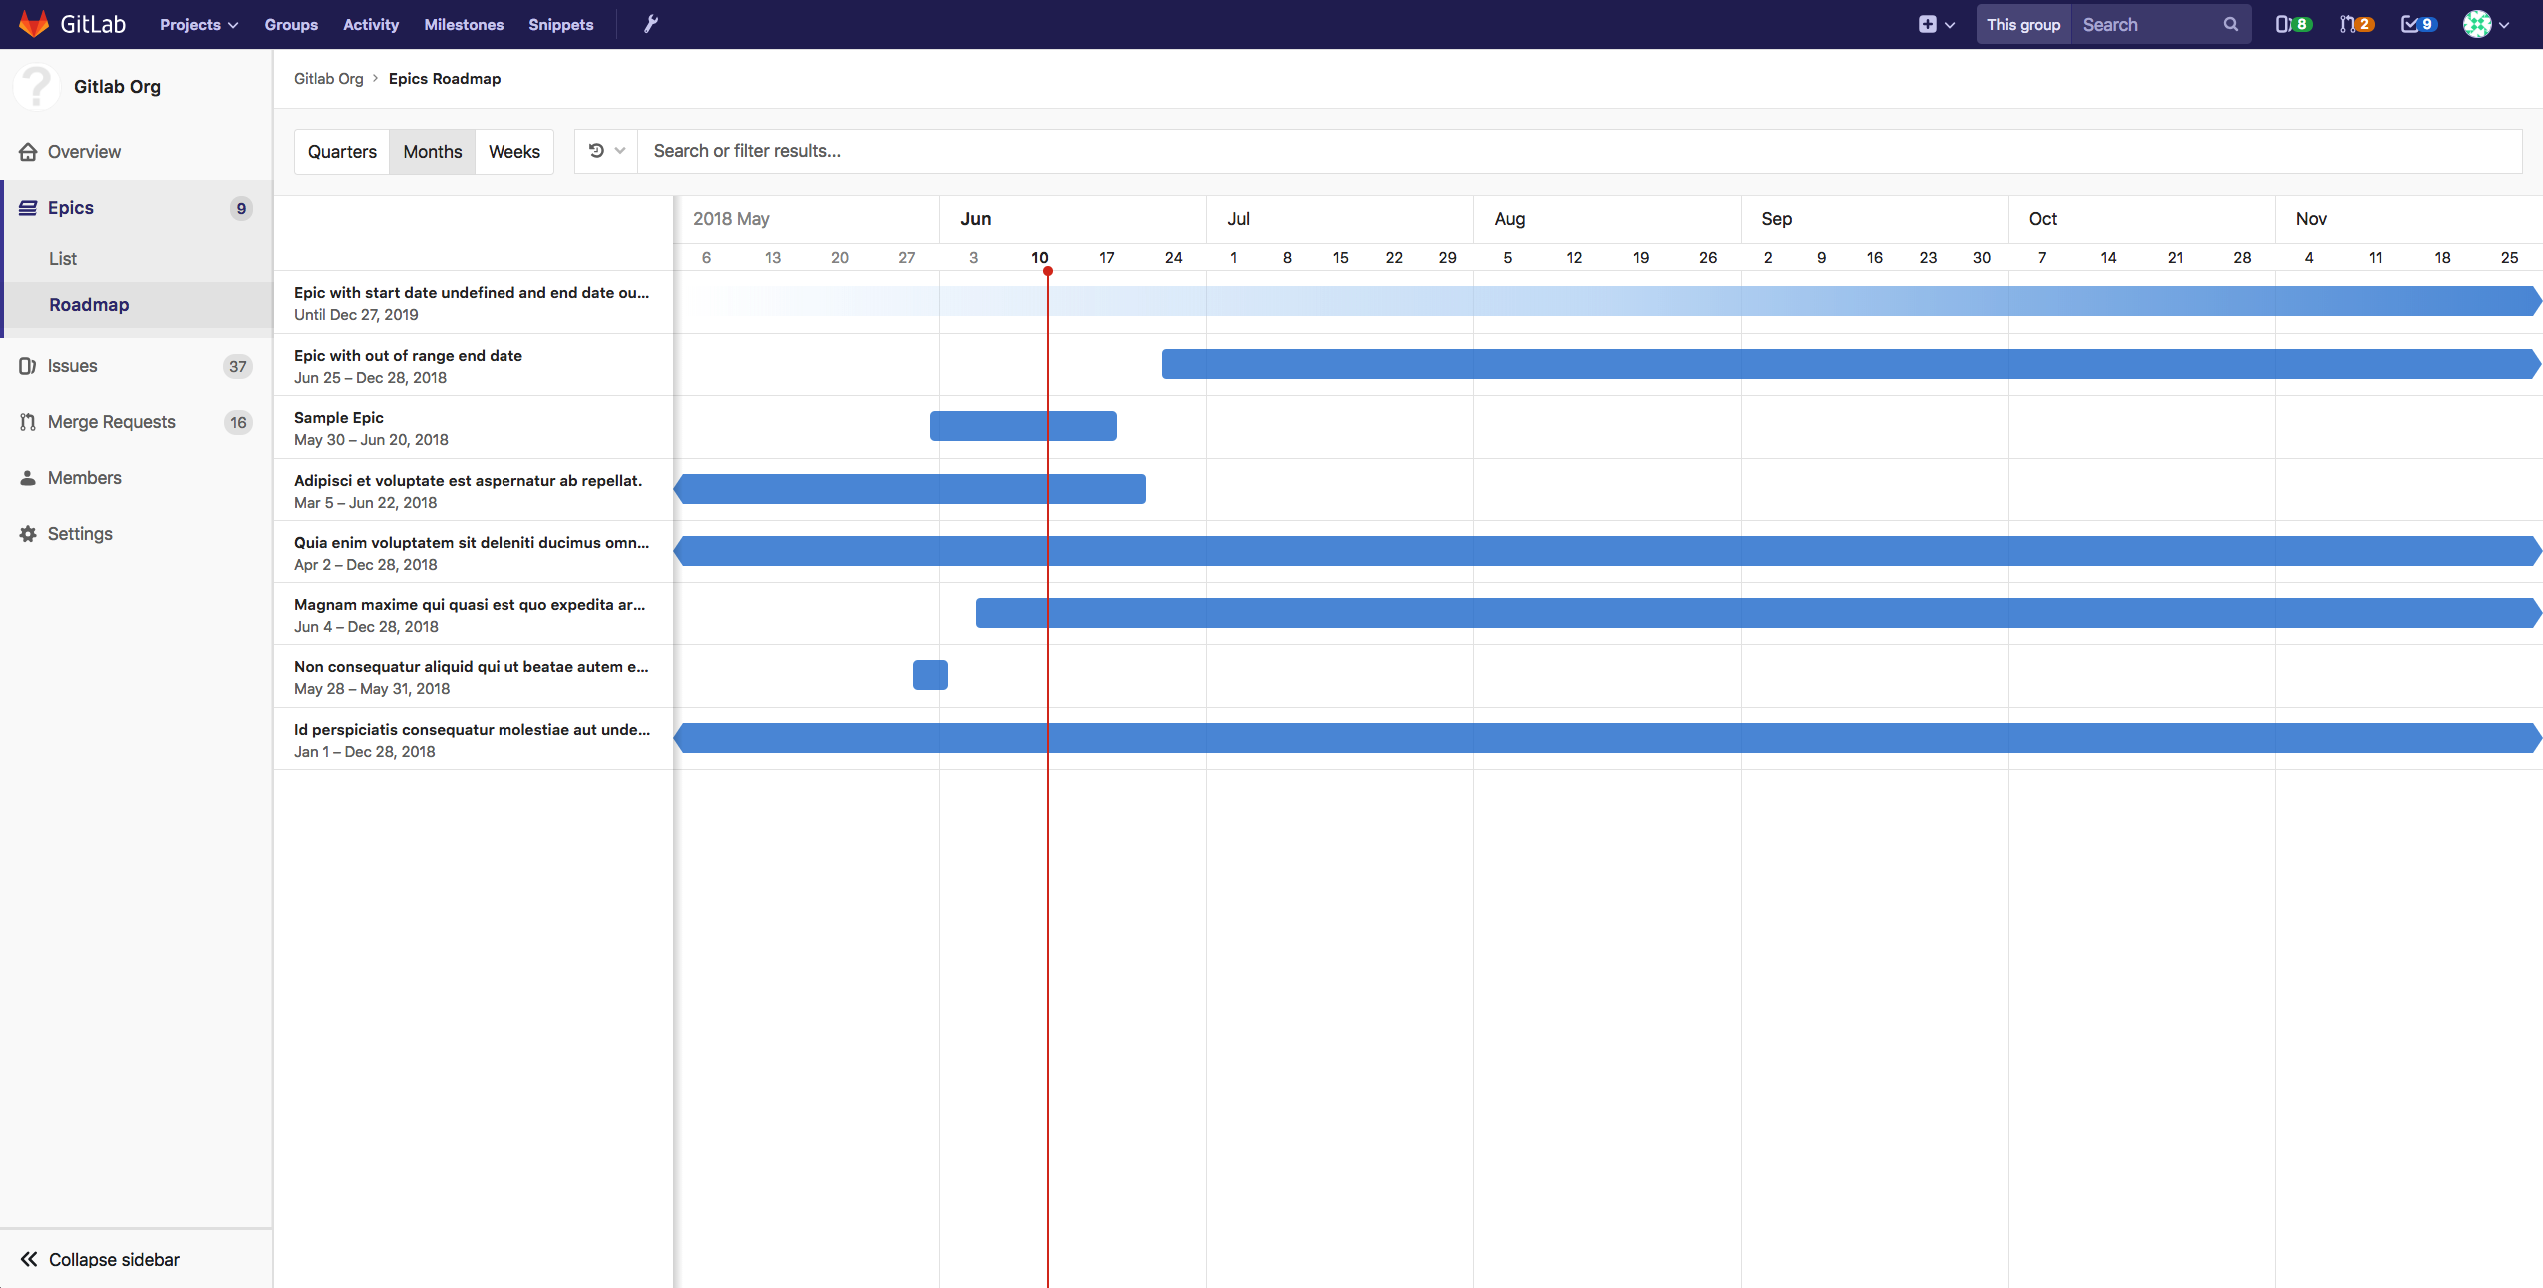 GitLab Projects Groups Activity Milestones Snippets This group Search 8 2 9
Gitlab Org
Overview
Epics 9
List
Roadmap
Issues 37
Merge Requests 16
Members
Settings
Collapse sidebar
Gitlab Org › Epics Roadmap
Quarters Months Weeks Search or filter results...
2018 May Jun Jul Aug Sep Oct Nov
6 13 20 27 3 10 17 24 1 8 15 22 29 5 12 19 26 2 9 16 23 30 7 14 21 28 4 11 18 25
Epic with start date undefined and end date ou...
Until Dec 27, 2019
Epic with out of range end date
Jun 25 – Dec 28, 2018
Sample Epic
May 30 – Jun 20, 2018
Adipisci et voluptate est aspernatur ab repellat.
Mar 5 – Jun 22, 2018
Quia enim voluptatem sit deleniti ducimus omn...
Apr 2 – Dec 28, 2018
Magnam maxime qui quasi est quo expedita ar...
Jun 4 – Dec 28, 2018
Non consequatur aliquid qui ut beatae autem e...
May 28 – May 31, 2018
Id perspiciatis consequatur molestiae aut unde...
Jan 1 – Dec 28, 2018